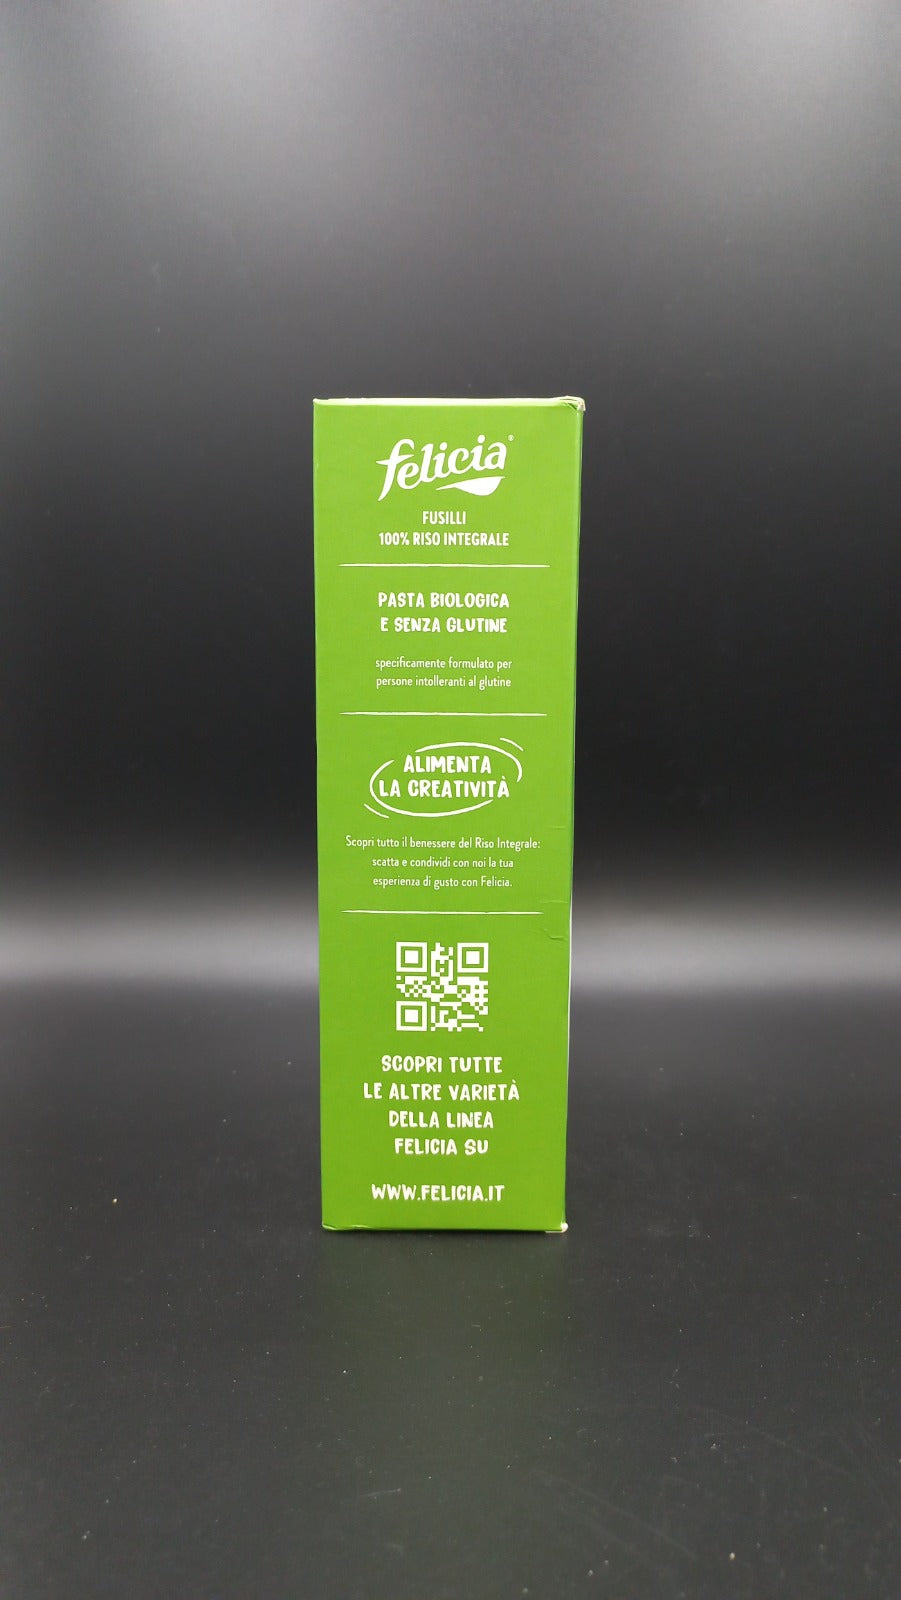 felicia®
FUSILLI
100% RISO INTEGRALE
PASTA BIOLOGICA
E SENZA GLUTINE
specificamente formulato per
persone intolleranti al glutine
ALIMENTA
LA CREATIVITÀ
Scopri tutto il benessere del Riso Integrale:
scatta e condividi con noi la tua
esperienza di gusto con Felicia.
SCOPRI TUTTE
LE ALTRE VARIETÀ
DELLA LINEA
FELICIA SU
WWW.FELICIA.IT